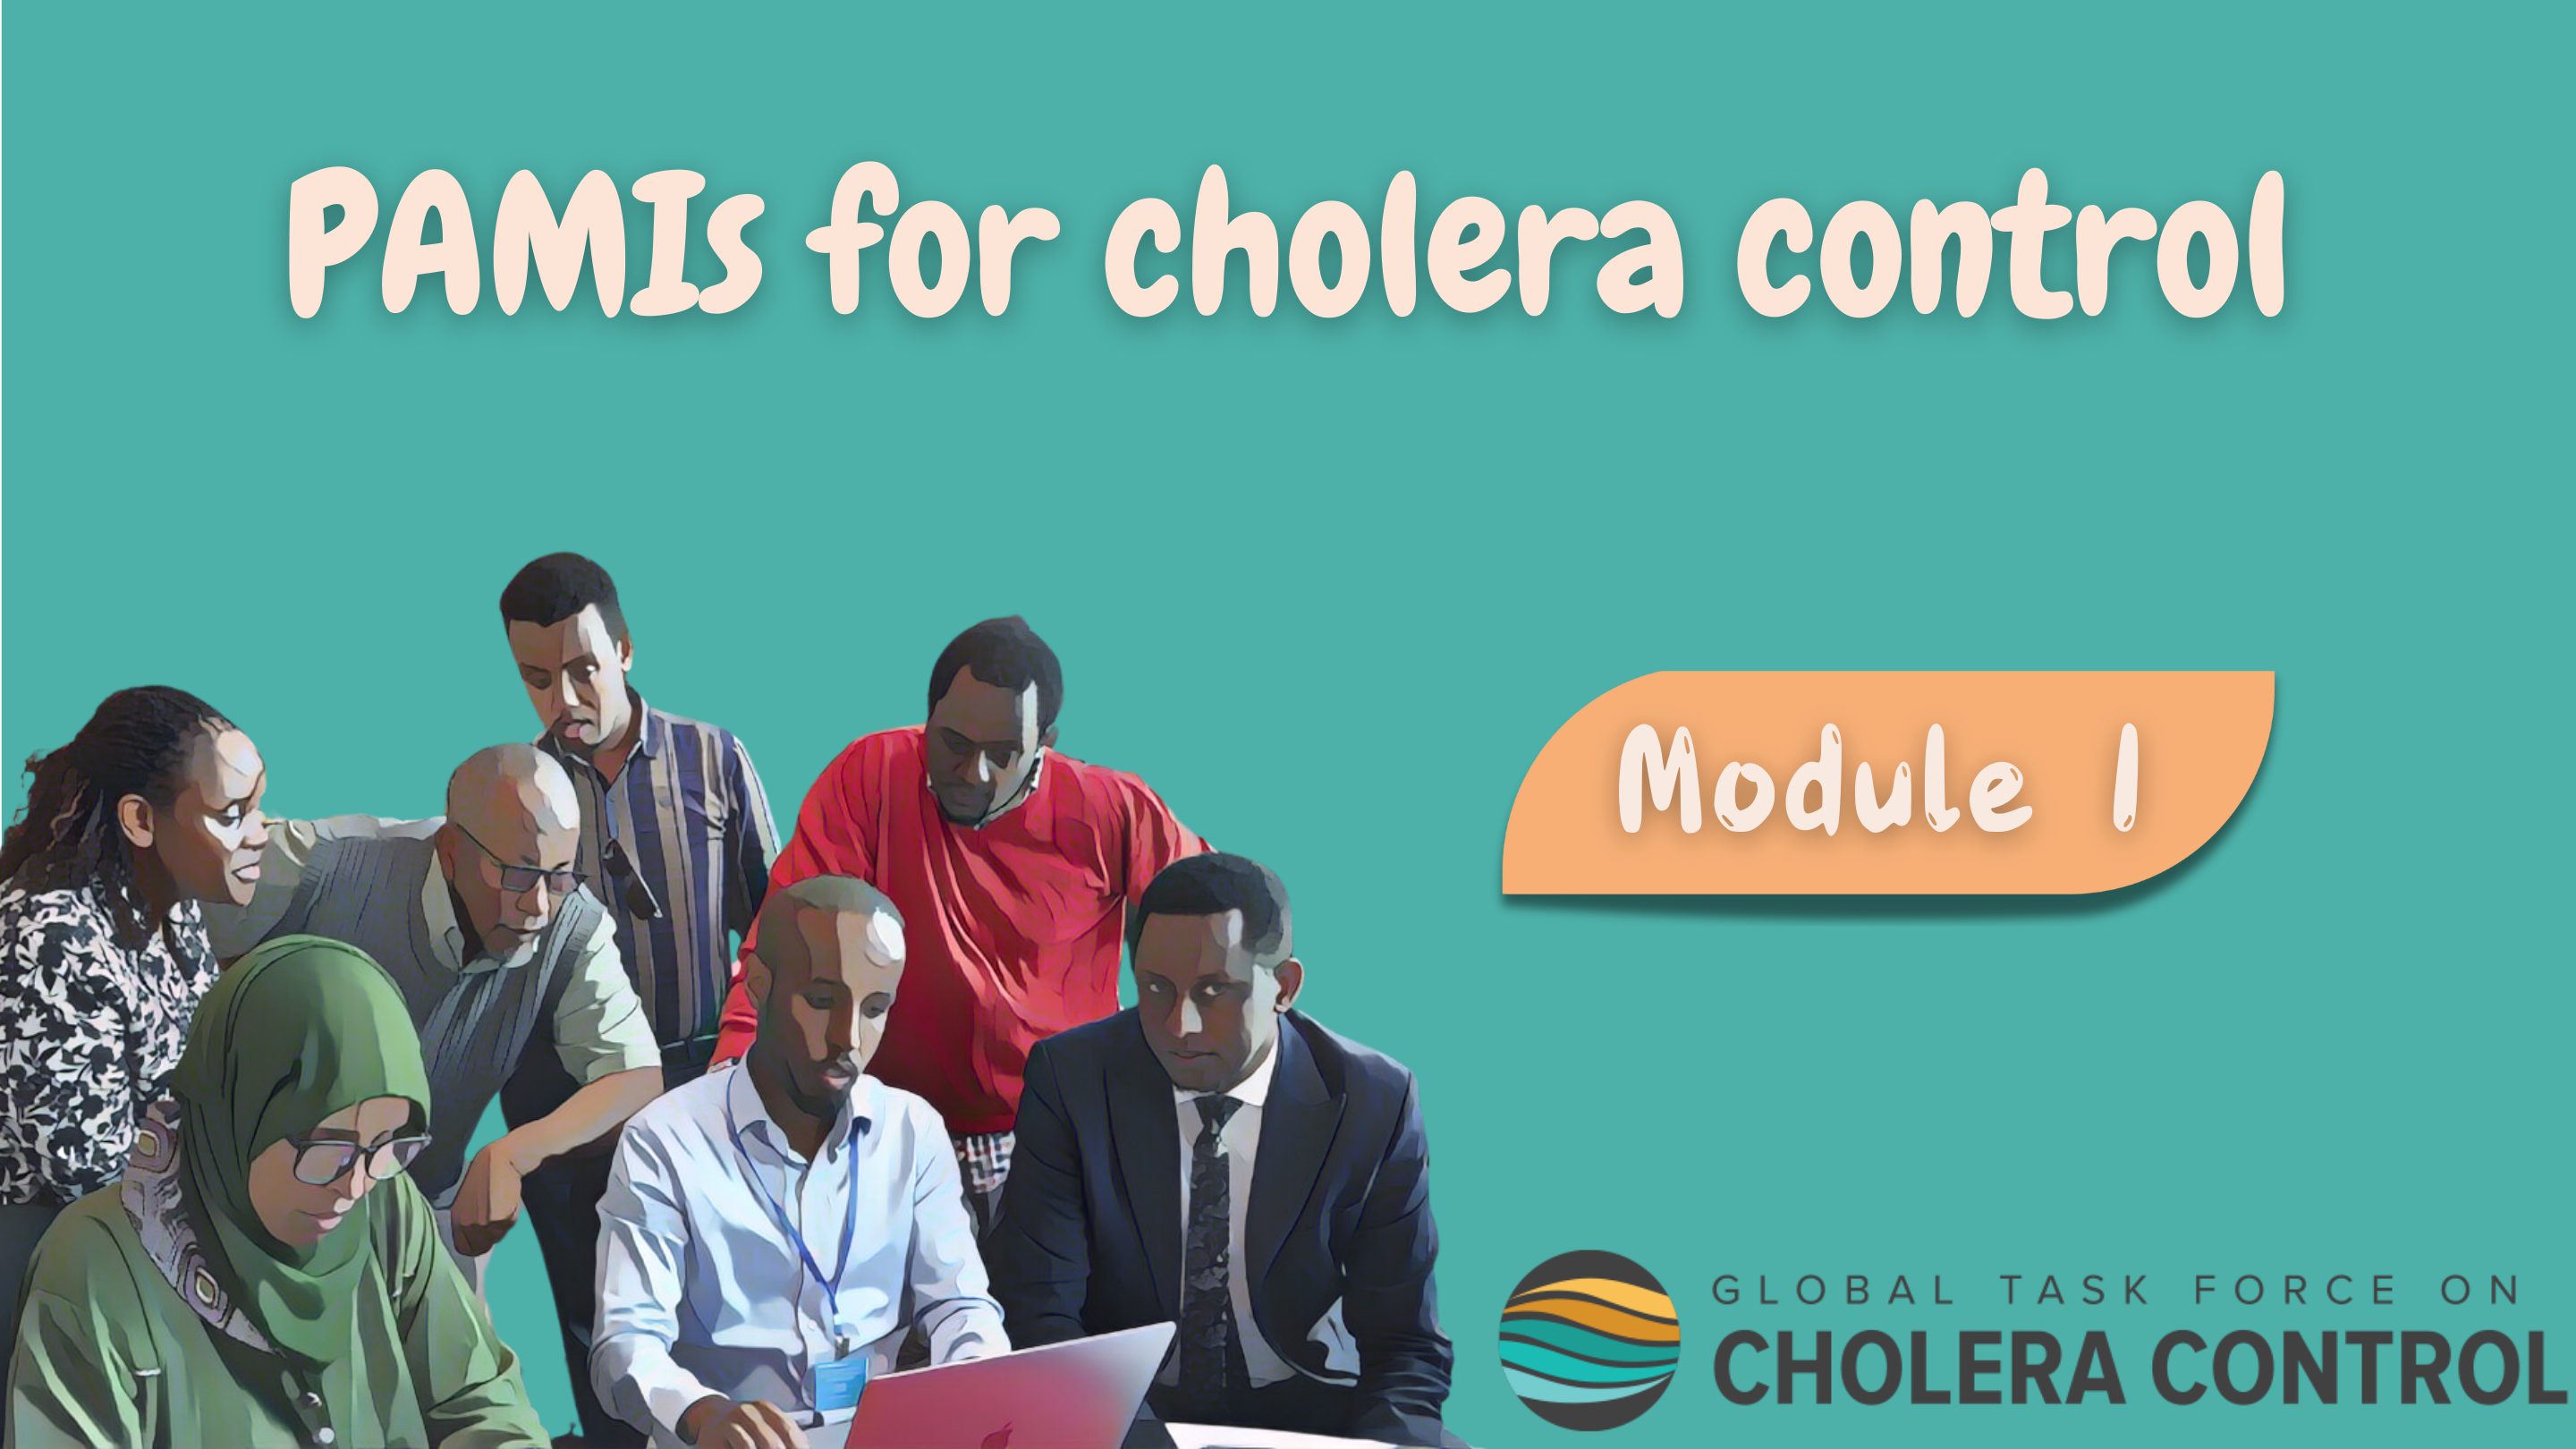 PAMIs for cholera control
Module 1
GLOBAL TASK FORCE ON
CHOLERA CONTROL